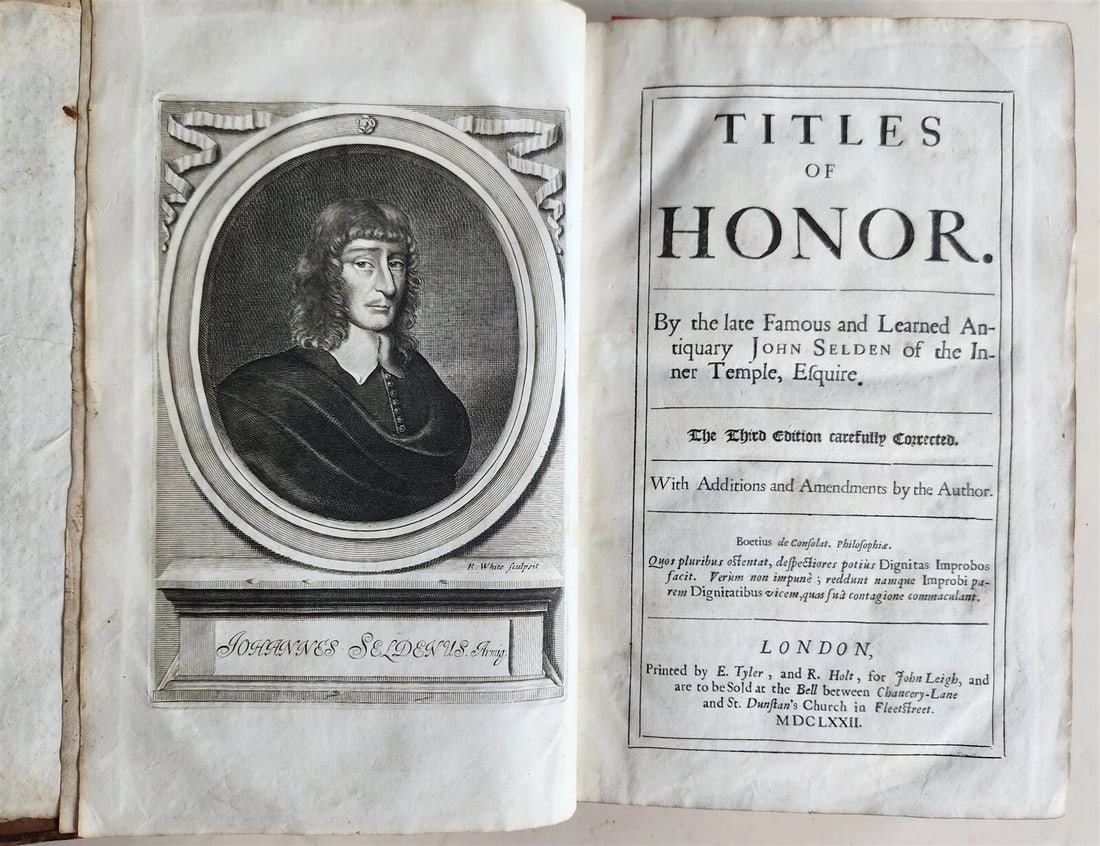 R. White sculpsit
JOHANNES SELDENUS. Armig.
TITLES
OF
HONOR.
By the late Famous and Learned An-
tiquary JOHN SELDEN of the In-
ner Temple, Eſquire.
The Third Edition carefully Corrected.
With Additions and Amendments by the Author.
Boetius de Conſolat. Philoſophiæ.
Quos pluribus oſtentat, deſpectiores potius Dignitas Improbos
facit. Verùm non impunè; reddunt namque Improbi pa-
rem Dignitatibus vicem, quas ſuâ contagione commaculant.
LONDON,
Printed by E. Tyler, and R. Holt, for John Leigh, and
are to be Sold at the Bell between Chancery-Lane
and St. Dunſtan's Church in Fleetſtreet.
MDCLXXII.